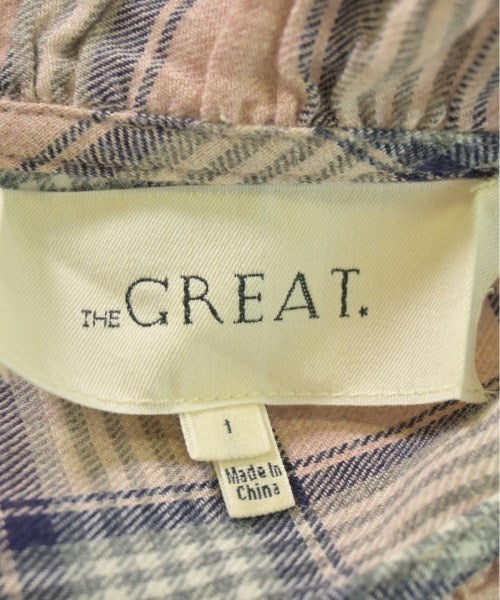 THE GREAT.
1
Made In
China